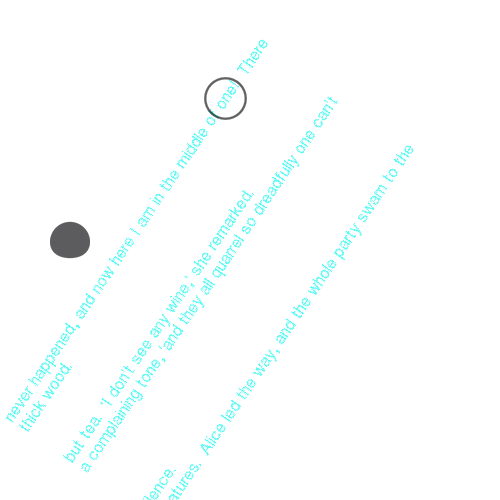 never happened, and now here I am in the middle of one! There
thick wood.
but tea. 'I don't see any wine,' she remarked.
a complaining tone, 'and they all quarrel so dreadfully one can't
Alice led the way, and the whole party swam to the